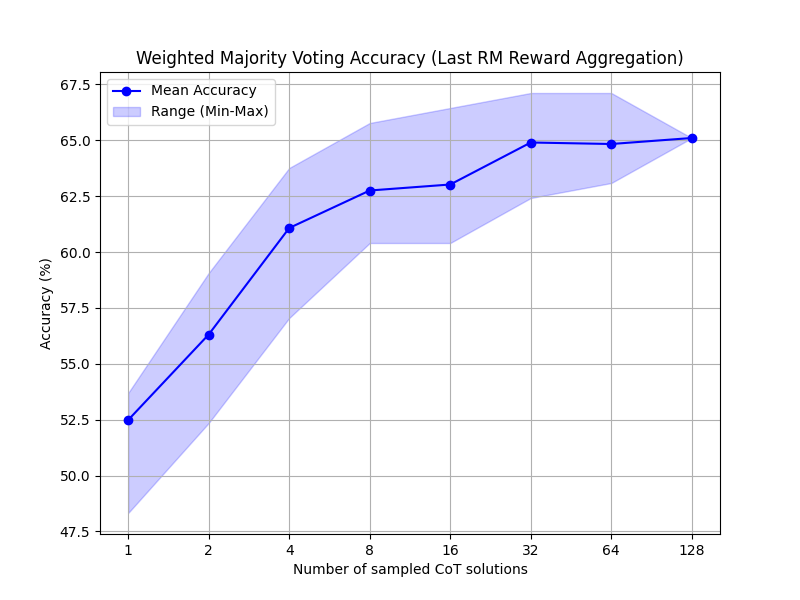 Weighted Majority Voting Accuracy (Last RM Reward Aggregation)
Mean Accuracy
Range (Min-Max)
67.5
65.0
62.5
60.0
57.5
55.0
52.5
50.0
47.5
Accuracy (%)
1 2 4 8 16 32 64 128
Number of sampled CoT solutions